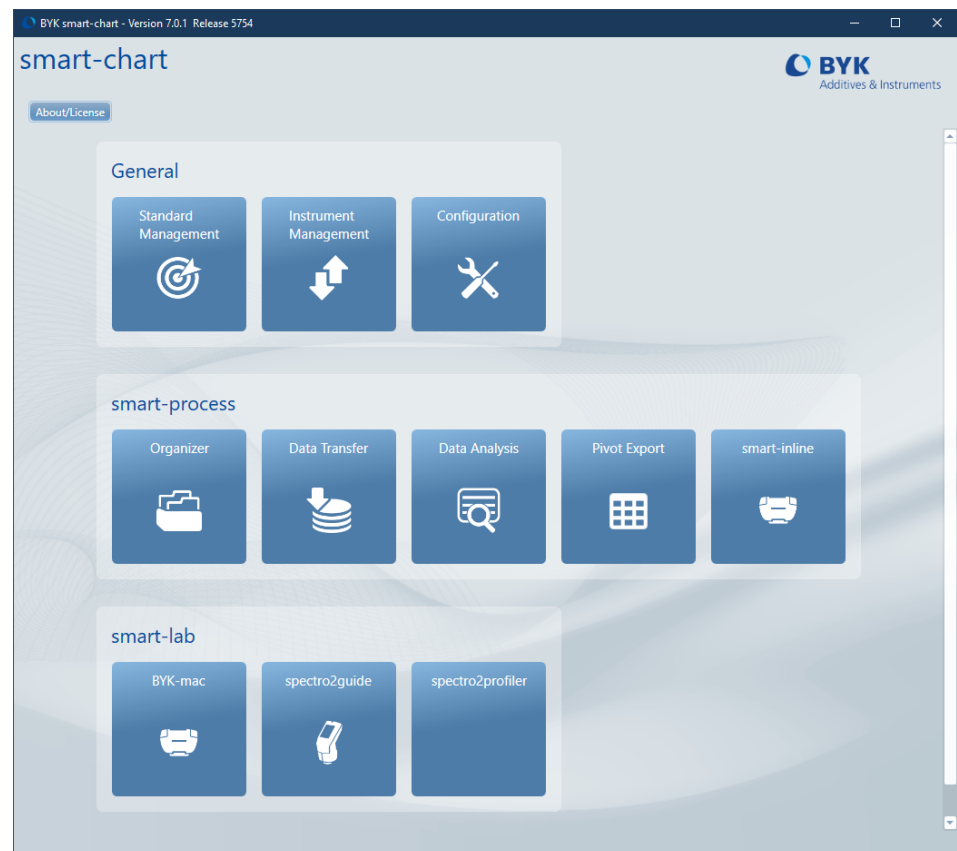 BYK smart-chart - Version 7.0.1 Release 5754
smart-chart
BYK
Additives & Instruments
About/License
General
Standard
Management
Instrument
Management
Configuration
smart-process
Organizer
Data Transfer
Data Analysis
Pivot Export
smart-inline
smart-lab
BYK-mac
spectro2guide
spectro2profiler